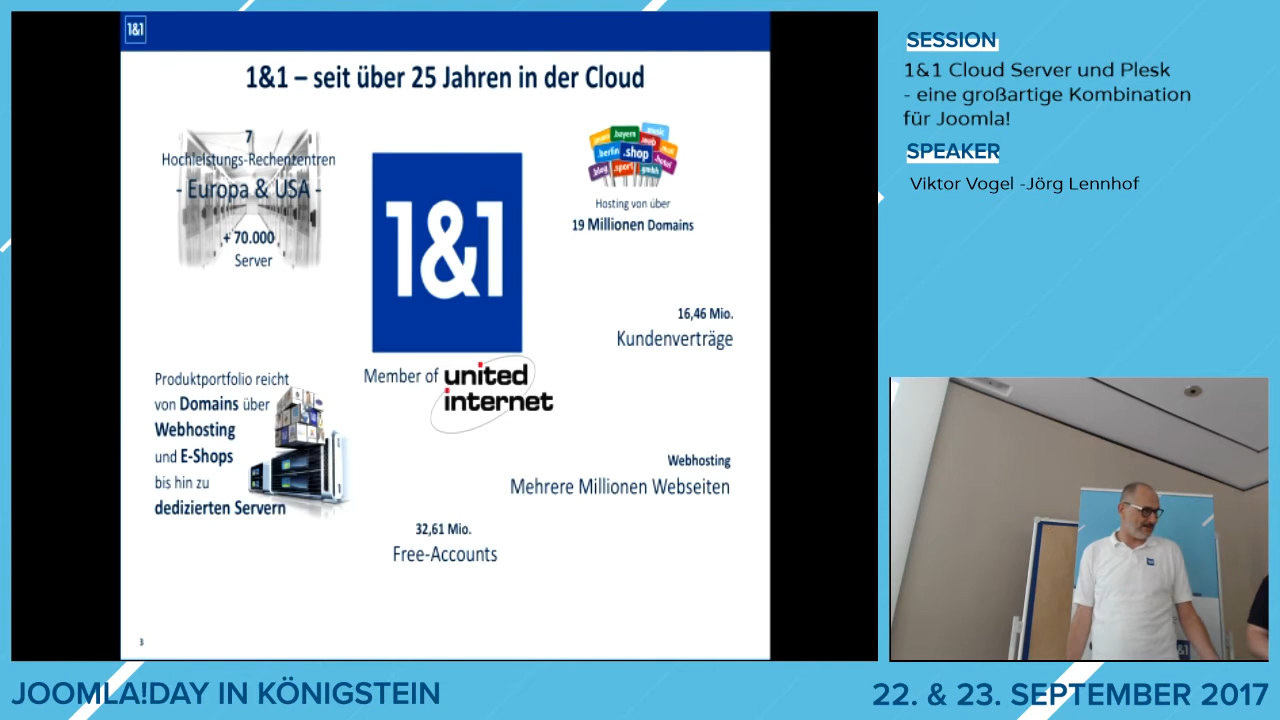 1&1
1&1 – seit über 25 Jahren in der Cloud
7
Hochleistungs-Rechenzentren
- Europa & USA -
+ 70.000
Server
.bayern
.berlin
.shop
.blog
.sport
.gmbh
.hotel
Hosting von über
19 Millionen Domains
1&1
16,46 Mio.
Kundenverträge
Member of united
internet
Produktportfolio reicht
von Domains über
Webhosting
und E-Shops
bis hin zu
dedizierten Servern
Webhosting
Mehrere Millionen Webseiten
32,61 Mio.
Free-Accounts
3
SESSION
1&1 Cloud Server und Plesk
- eine großartige Kombination
für Joomla!
SPEAKER
Viktor Vogel -Jörg Lennhof
JOOMLA!DAY IN KÖNIGSTEIN
22. & 23. SEPTEMBER 2017